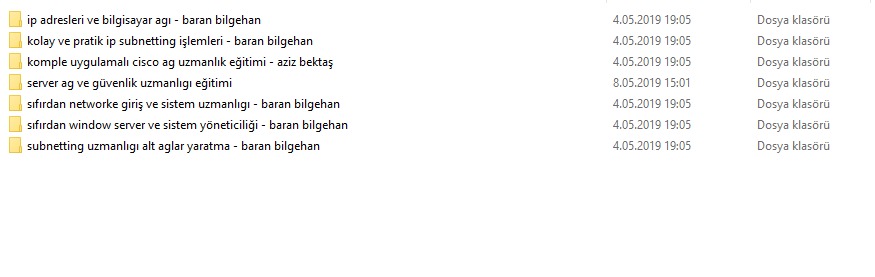 ip adresleri ve bilgisayar agı - baran bilgehan 4.05.2019 19:05 Dosya klasörü
kolay ve pratik ip subnetting işlemleri - baran bilgehan 4.05.2019 19:05 Dosya klasörü
komple uygulamalı cisco ag uzmanlık eğitimi - aziz bektaş 4.05.2019 19:05 Dosya klasörü
server ag ve güvenlik uzmanlıgı eğitimi 8.05.2019 15:01 Dosya klasörü
sıfırdan networke giriş ve sistem uzmanlıgı - baran bilgehan 4.05.2019 19:05 Dosya klasörü
sıfırdan window server ve sistem yöneticiliği - baran bilgehan 4.05.2019 19:05 Dosya klasörü
subnetting uzmanlıgı alt aglar yaratma - baran bilgehan 4.05.2019 19:05 Dosya klasörü